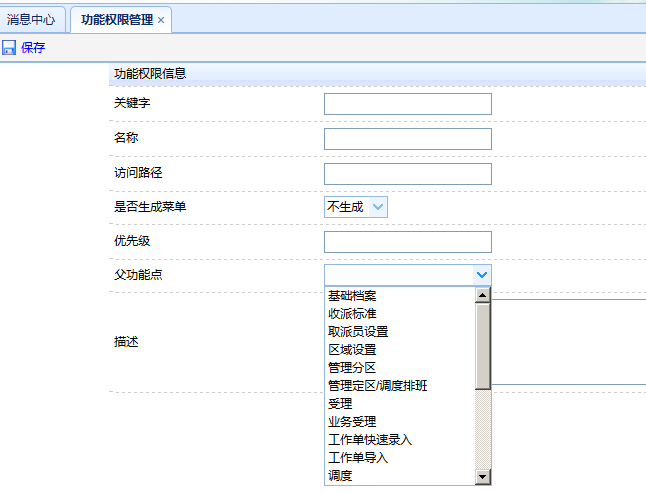 消息中心
功能权限管理
保存
功能权限信息
关键字
名称
访问路径
是否生成菜单
不生成
优先级
父功能点
基础档案
收派标准
取派员设置
区域设置
管理分区
管理定区/调度排班
受理
业务受理
工作单快速录入
工作单导入
调度
描述